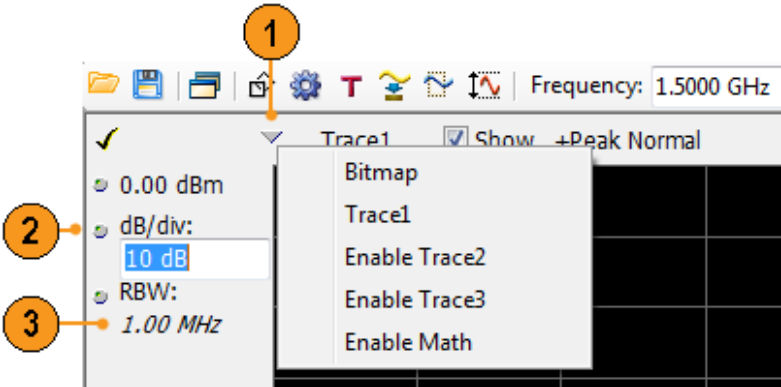 1
T
Frequency: 1.5000 GHz
Trace1 Show +Peak Normal
0.00 dBm
2
dB/div:
10 dB
RBW:
3
1.00 MHz
Bitmap
Trace1
Enable Trace2
Enable Trace3
Enable Math